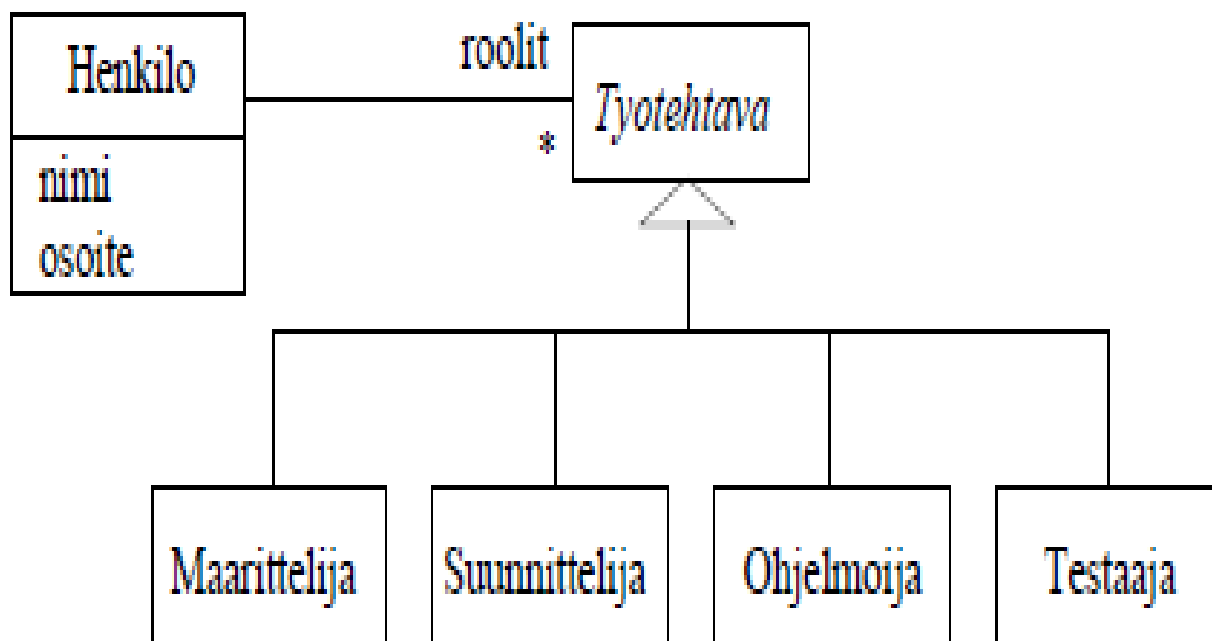 Henkilo
nimi
osoite
roolit
*
Tyotehtava
Maarittelija
Suunnittelija
Ohjelmoija
Testaaja